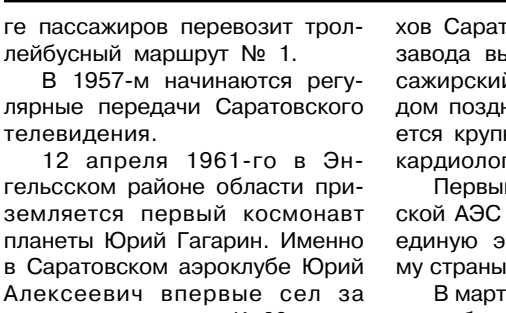 ге пассажиров перевозит трол-
лейбусный маршрут № 1.
В 1957-м начинаются регу-
лярные передачи Саратовского
телевидения.
12 апреля 1961-го в Эн-
гельсском районе области при-
земляется первый космонавт
планеты Юрий Гагарин. Именно
в Саратовском аэроклубе Юрий
Алексеевич впервые сел за
хов Сарат
завода вы
сажирский
дом поздн
ется круп
кардиолог
Первый
ской АЭС
единую э
му страны
В март